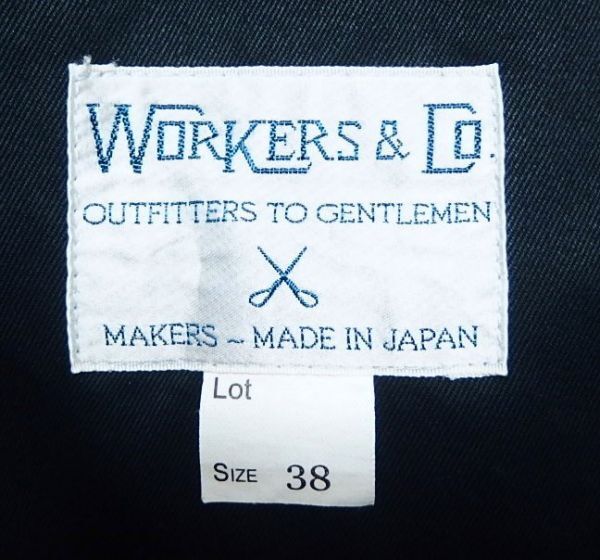 WORKERS & CO.
OUTFITTERS TO GENTLEMEN
MAKERS ~ MADE IN JAPAN
Lot
SIZE 38